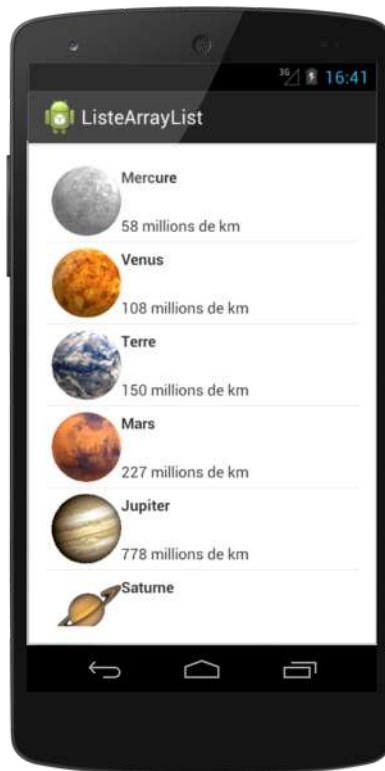 3G 16:41
ListeArrayList
Mercure
58 millions de km
Venus
108 millions de km
Terre
150 millions de km
Mars
227 millions de km
Jupiter
778 millions de km
Saturne